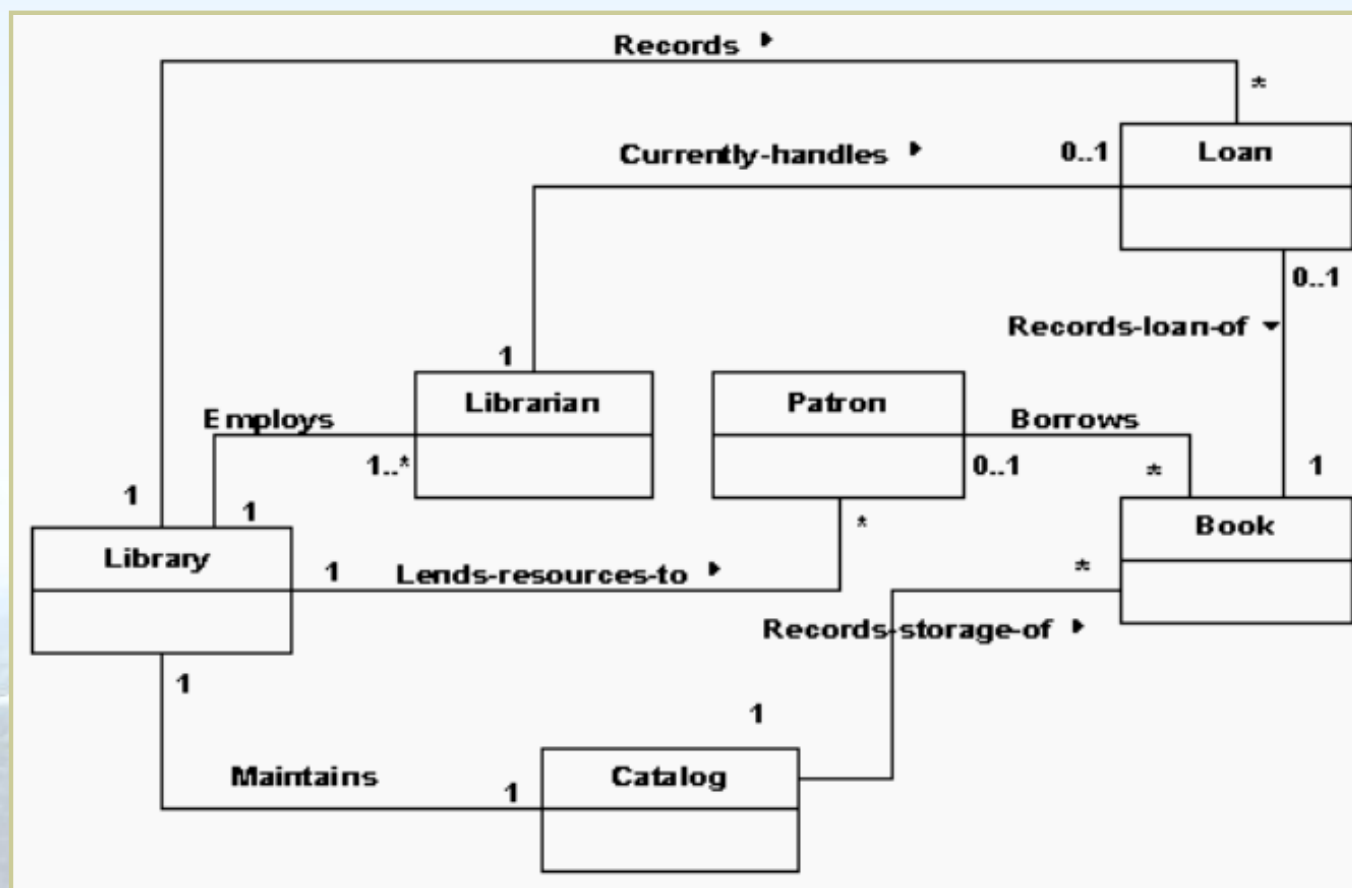 Records
*
Currently-handles
0..1
Loan
0..1
Records-loan-of
1
Librarian
Patron
Borrows
Employs
1..*
0..1
*
1
1
1
Book
Library
*
1
Lends-resources-to
*
Records-storage-of
1
1
Maintains
1
Catalog